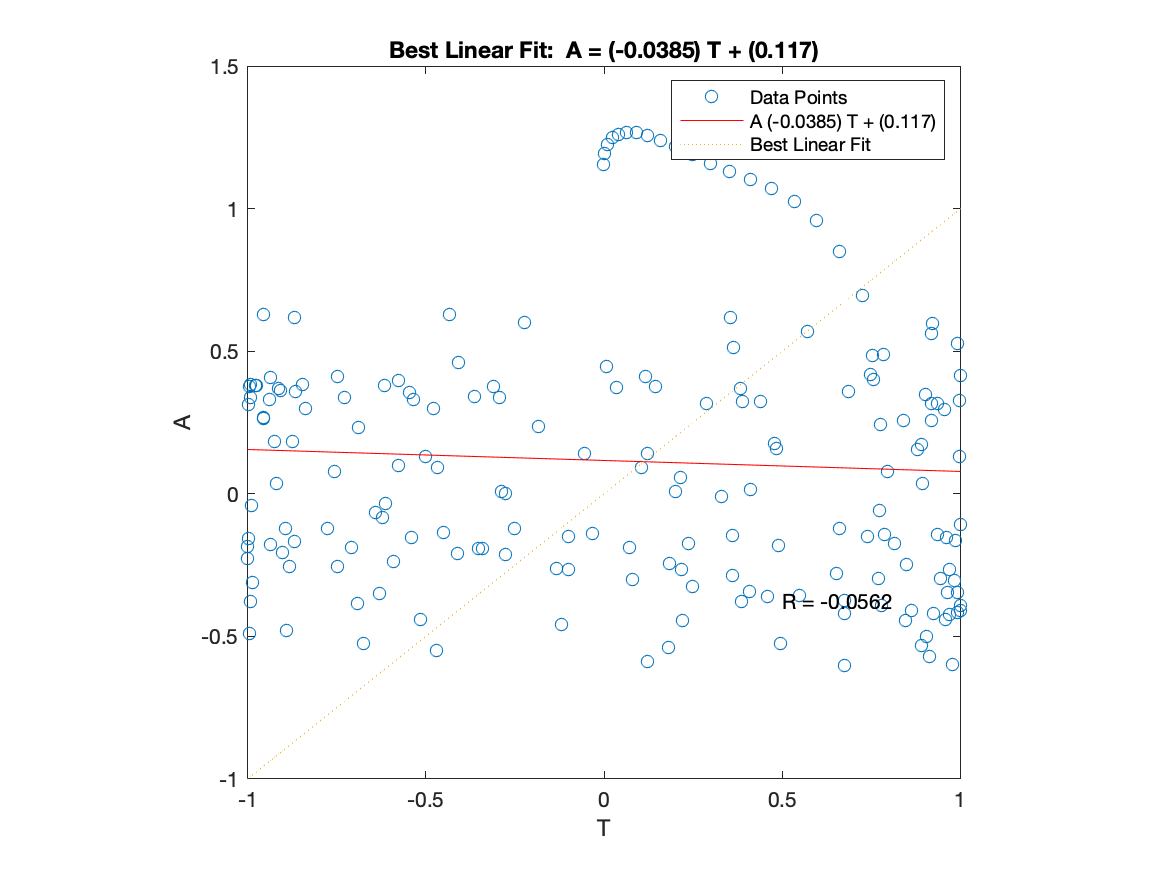 Best Linear Fit:  A = (-0.0385) T + (0.117)
1.5
Data Points
A (-0.0385) T + (0.117)
Best Linear Fit
1
0.5
A
0
R = -0.0562
-0.5
-1
-1
-0.5
0
0.5
1
T